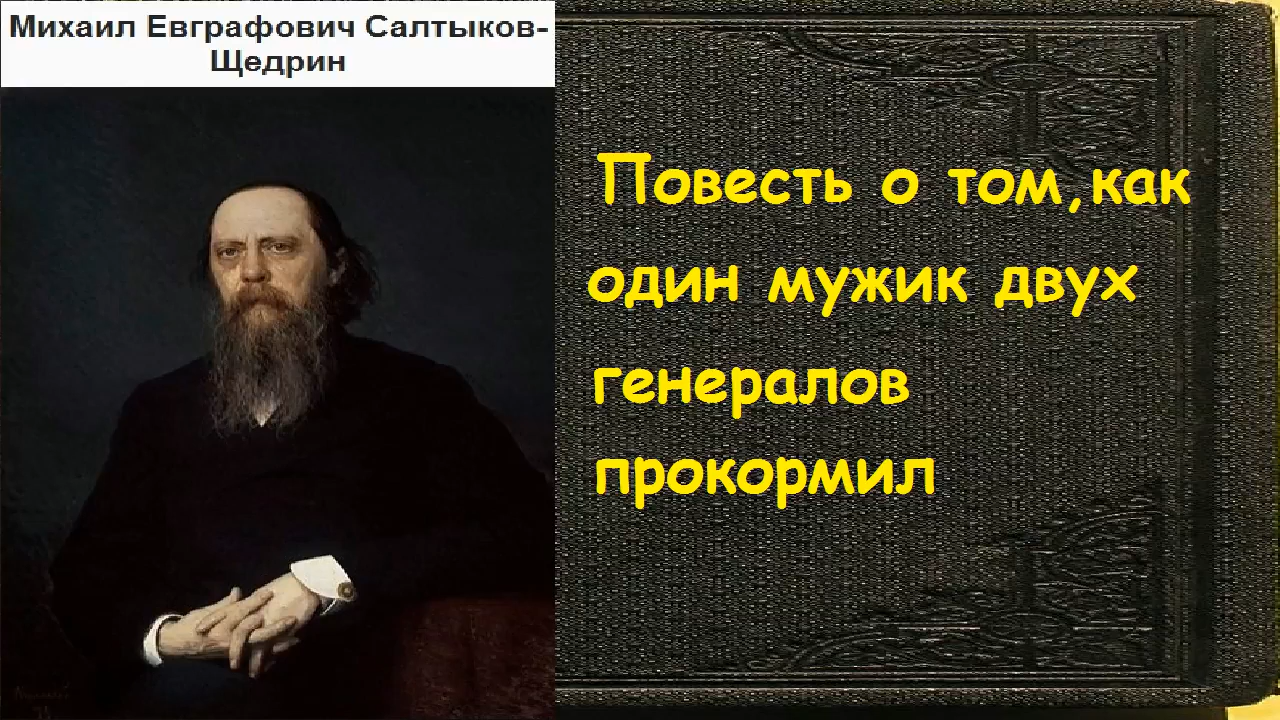 Михаил Евграфович Салтыков-
Щедрин
Повесть о том,как
один мужик двух
генералов
прокормил